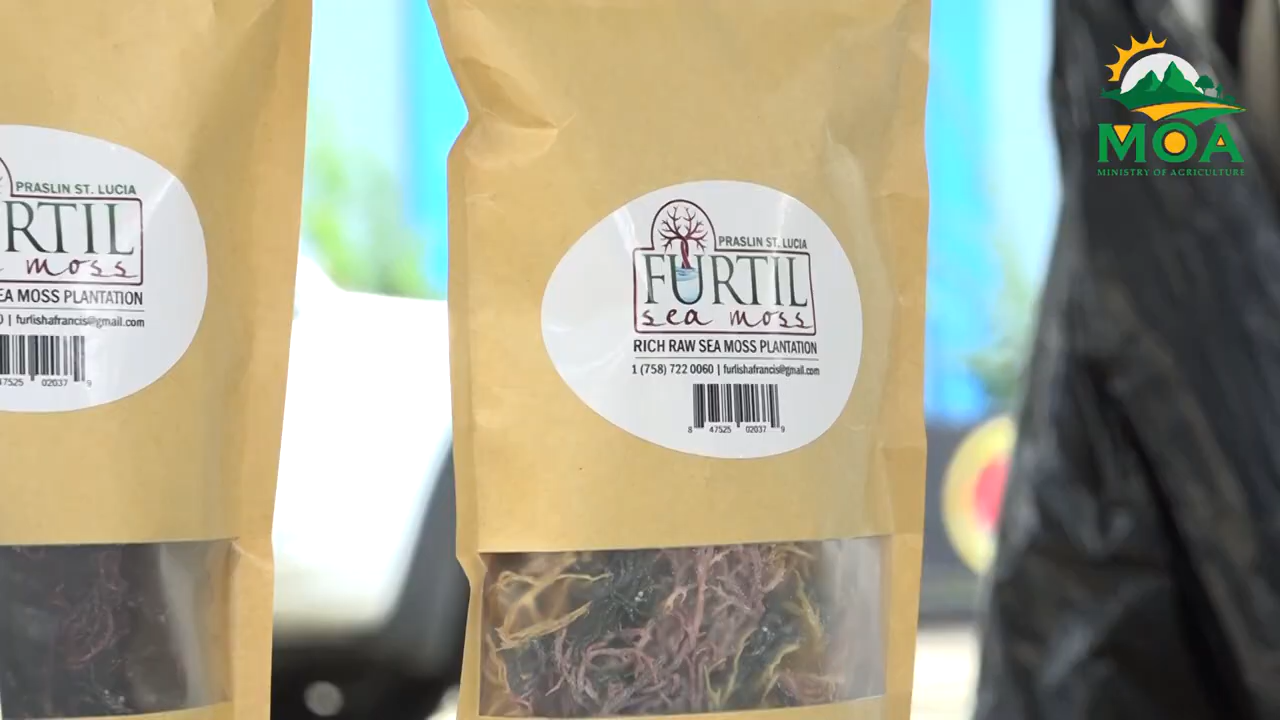 PRASLIN ST. LUCIA
RTIL
moss
EA MOSS PLANTATION
0 | furlishafrancis@gmail.com
47525 02037 9
PRASLIN ST. LUCIA
FURTIL
sea moss
RICH RAW SEA MOSS PLANTATION
1 (758) 722 0060 | furlishafrancis@gmail.com
8 47525 02037 9
MOA
MINISTRY OF AGRICULTURE